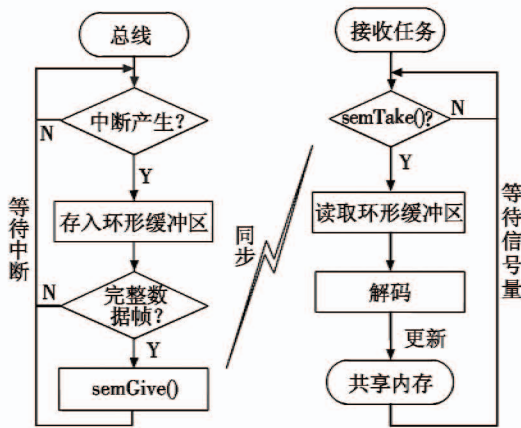 总线
中断产生？
N
Y
存入环形缓冲区
等待中断
完整数
据帧？
N
Y
semGive()
同步
接收任务
semTake()?
N
Y
读取环形缓冲区
等待信号量
解码
更新
共享内存